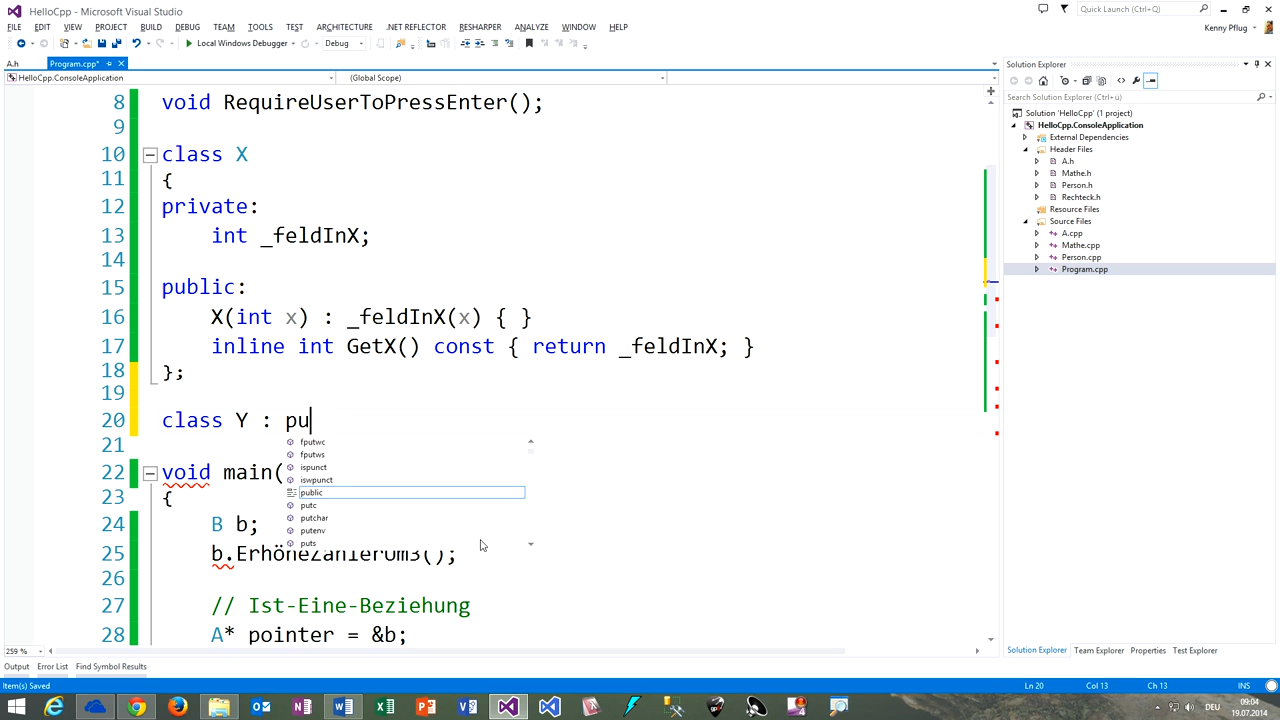 HelloCpp - Microsoft Visual Studio
Quick Launch (Ctrl+Q)
FILE EDIT VIEW PROJECT BUILD DEBUG TEAM TOOLS TEST ARCHITECTURE .NET REFLECTOR RESHARPER ANALYZE WINDOW HELP
Kenny Pflug
Local Windows Debugger Debug
A.h Program.cpp*
HelloCpp.ConsoleApplication (Global Scope)
8 void RequireUserToPressEnter();
9
10 class X
11 {
12 private:
13 int _feldInX;
14
15 public:
16 X(int x) : _feldInX(x) { }
17 inline int GetX() const { return _feldInX; }
18 };
19
20 class Y : pu
21
22 void main(
23 {
24 B b;
25 b.ErhöheZählerUm3();
26
27 // Ist-Eine-Beziehung
28 A* pointer = &b;
fputwc
fputws
ispunct
iswpunct
public
putc
putchar
putenv
puts
259 %
Solution Explorer
Search Solution Explorer (Ctrl+ü)
Solution 'HelloCpp' (1 project)
HelloCpp.ConsoleApplication
External Dependencies
Header Files
A.h
Mathe.h
Person.h
Rechteck.h
Resource Files
Source Files
A.cpp
Mathe.cpp
Person.cpp
Program.cpp
Solution Explorer Team Explorer Properties Test Explorer
Output Error List Find Symbol Results
Item(s) Saved Ln 20 Col 13 Ch 13 INS
DEU
09:04
19.07.2014